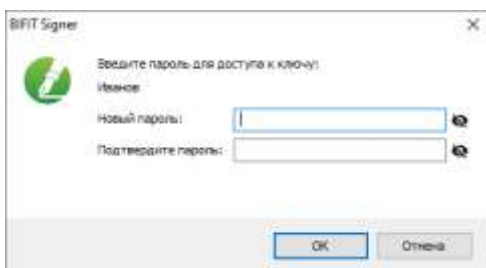 BIFIT Signer
Введите пароль для доступа к ключу:
Иванов
Новый пароль:
Подтвердите пароль:
OK
Отмена